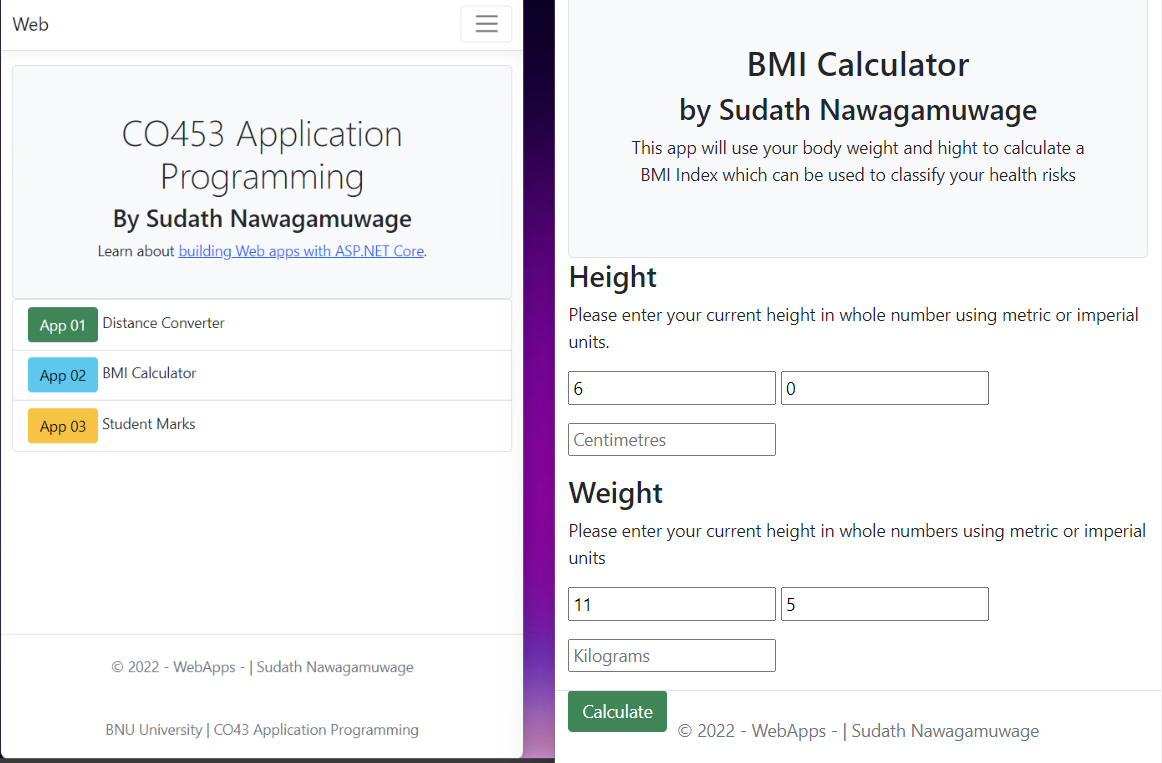 Web
CO453 Application
Programming
By Sudath Nawagamuwage
Learn about building Web apps with ASP.NET Core.
App 01 Distance Converter
App 02 BMI Calculator
App 03 Student Marks
© 2022 - WebApps - | Sudath Nawagamuwage
BNU University | CO43 Application Programming
BMI Calculator
by Sudath Nawagamuwage
This app will use your body weight and hight to calculate a
BMI Index which can be used to classify your health risks
Height
Please enter your current height in whole number using metric or imperial
units.
6 0
Centimetres
Weight
Please enter your current height in whole numbers using metric or imperial
units
11 5
Kilograms
Calculate
© 2022 - WebApps - | Sudath Nawagamuwage